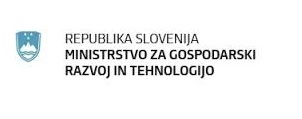 REPUBLIKA SLOVENIJA
MINISTRSTVO ZA GOSPODARSKI
RAZVOJ IN TEHNOLOGIJO